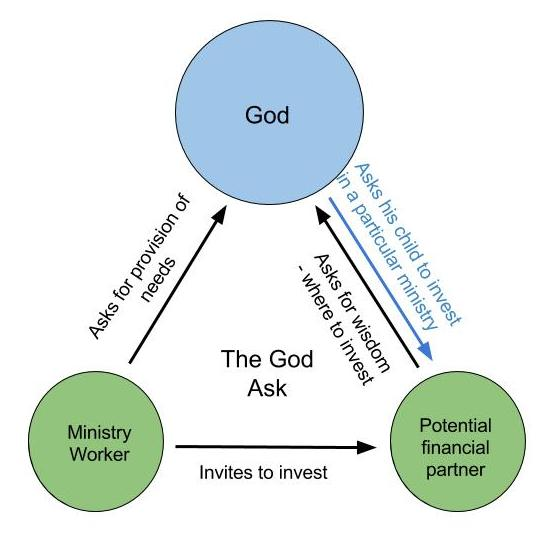 God
Asks for provision of
needs
Asks his child to invest
in a particular ministry
Asks for wisdom
- where to invest
The God
Ask
Ministry
Worker
Invites to invest
Potential
financial
partner